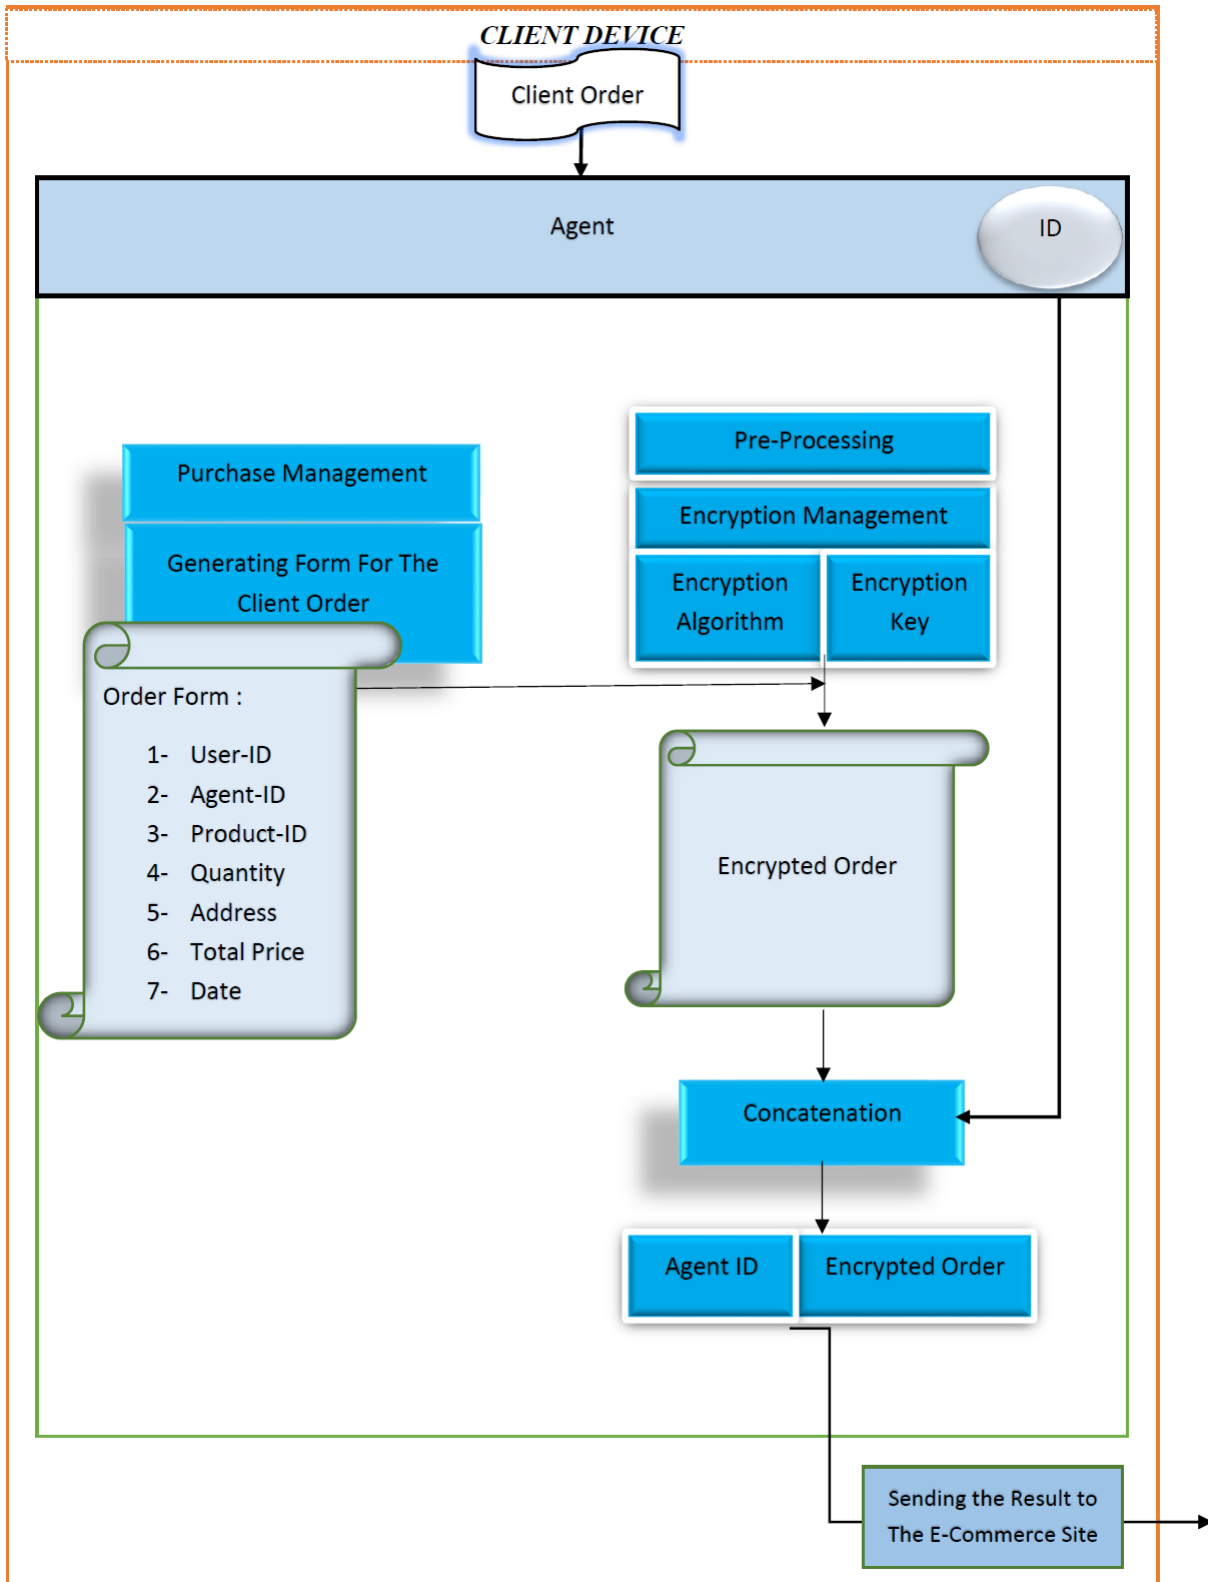 CLIENT DEVICE
Client Order
Agent
ID
Purchase Management
Generating Form For The
Client Order
Order Form :
1- User-ID
2- Agent-ID
3- Product-ID
4- Quantity
5- Address
6- Total Price
7- Date
Pre-Processing
Encryption Management
Encryption
Algorithm
Encryption
Key
Encrypted Order
Concatenation
Agent ID
Encrypted Order
Sending the Result to
The E-Commerce Site